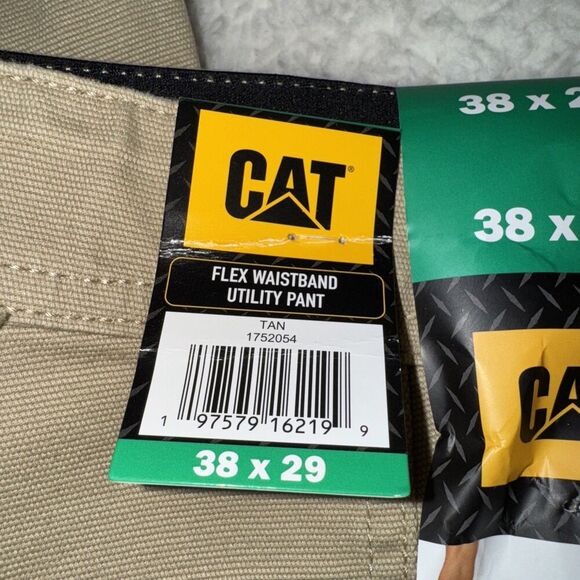 CAT®
FLEX WAISTBAND
UTILITY PANT
TAN
1752054
1 97579 16219 9
38 x 29
38 x 2
38 x
CA